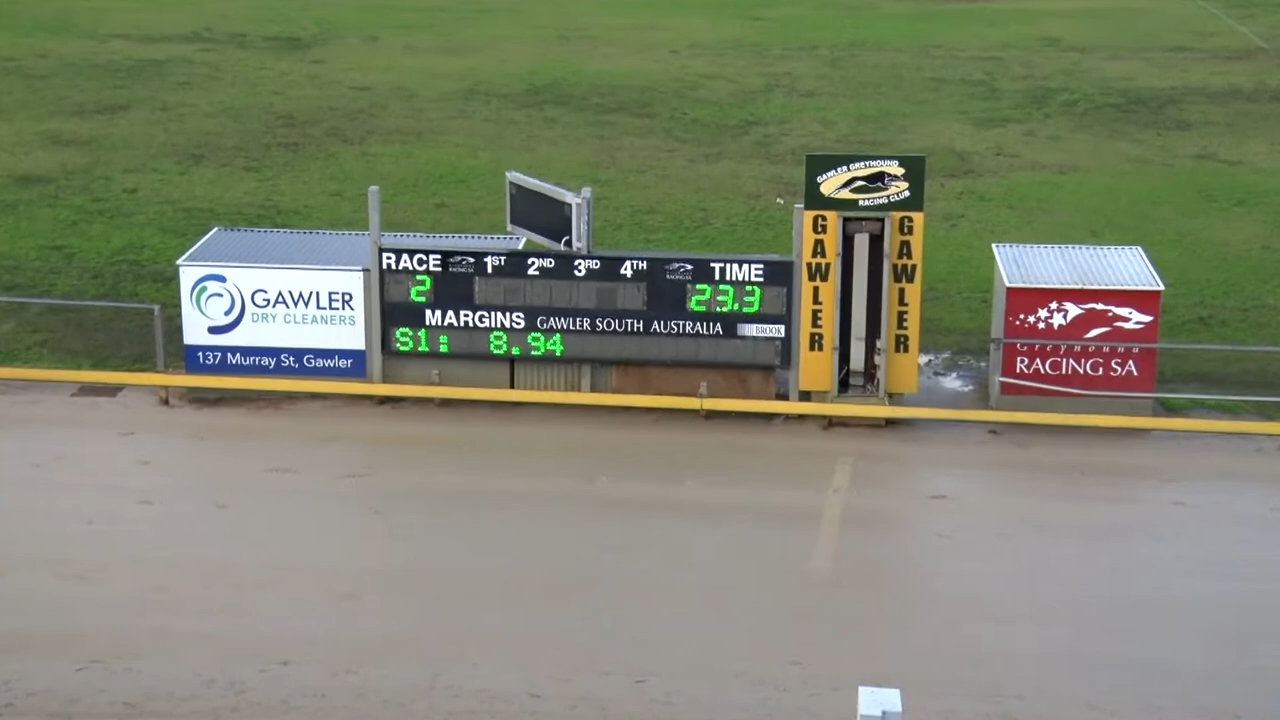 GAWLER GREYHOUND
RACING CLUB
GAWLER
GAWLER
RACE 1ST 2ND 3RD 4TH TIME
2 23.3
MARGINS GAWLER SOUTH AUSTRALIA BROOK
S1: 8.94
GAWLER
DRY CLEANERS
137 Murray St, Gawler
Greyhound
RACING SA